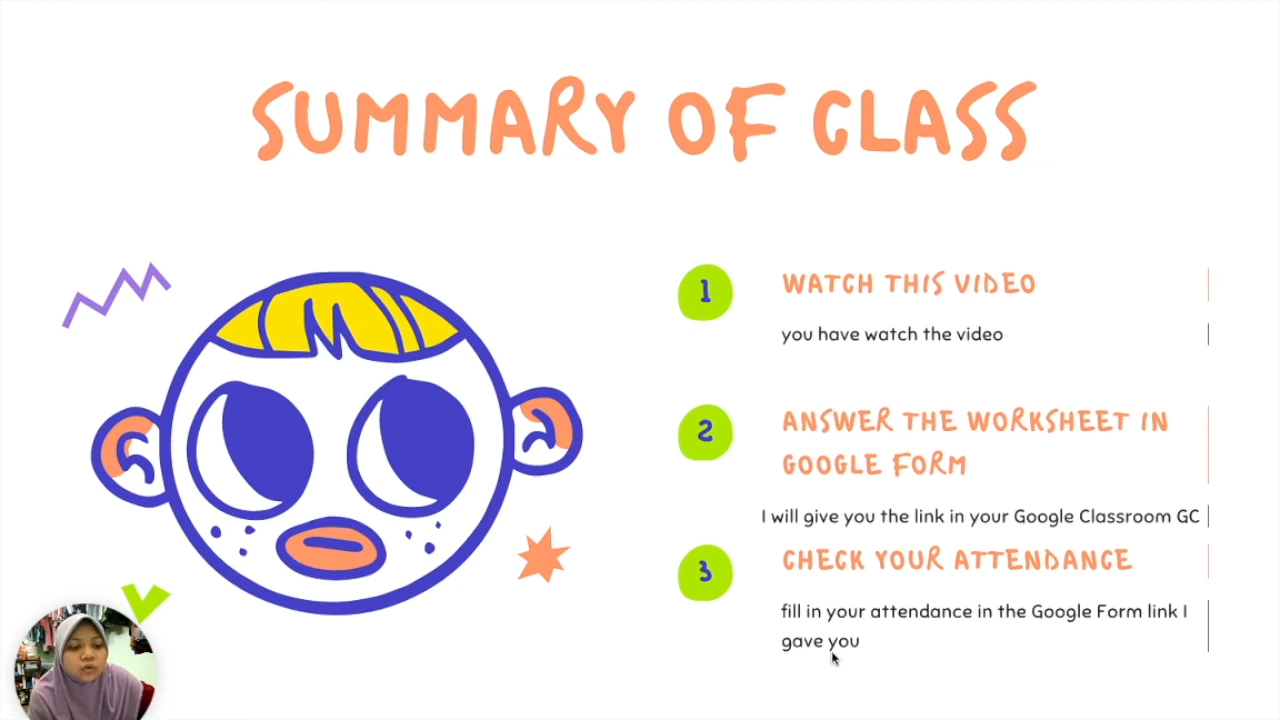 SUMMARY OF CLASS
1
WATCH THIS VIDEO
you have watch the video
2
ANSWER THE WORKSHEET IN
GOOGLE FORM
I will give you the link in your Google Classroom GC
3
CHECK YOUR ATTENDANCE
fill in your attendance in the Google Form link I
gave you